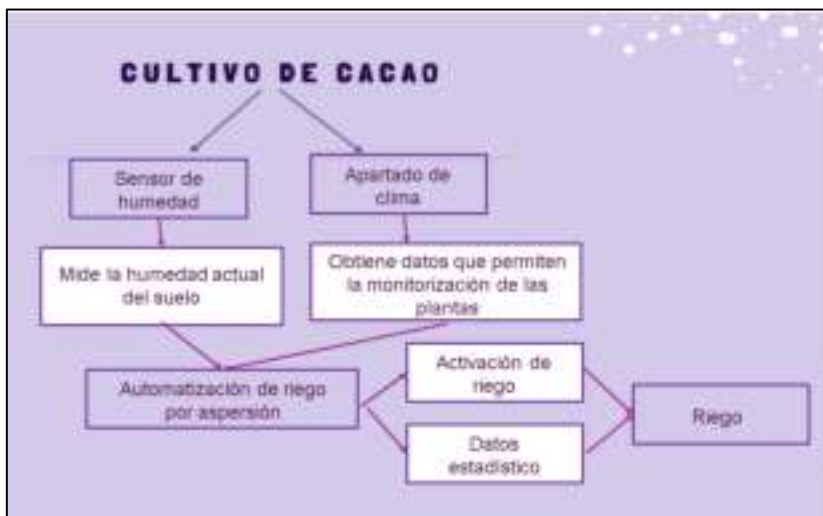 CULTIVO DE CACAO
Sensor de
humedad
Apartado de
clima
Mide la humedad actual
del suelo
Obtiene datos que permiten
la monitorización de las
plantas
Automatización de riego
por aspersión
Activación de
riego
Datos
estadístico
Riego